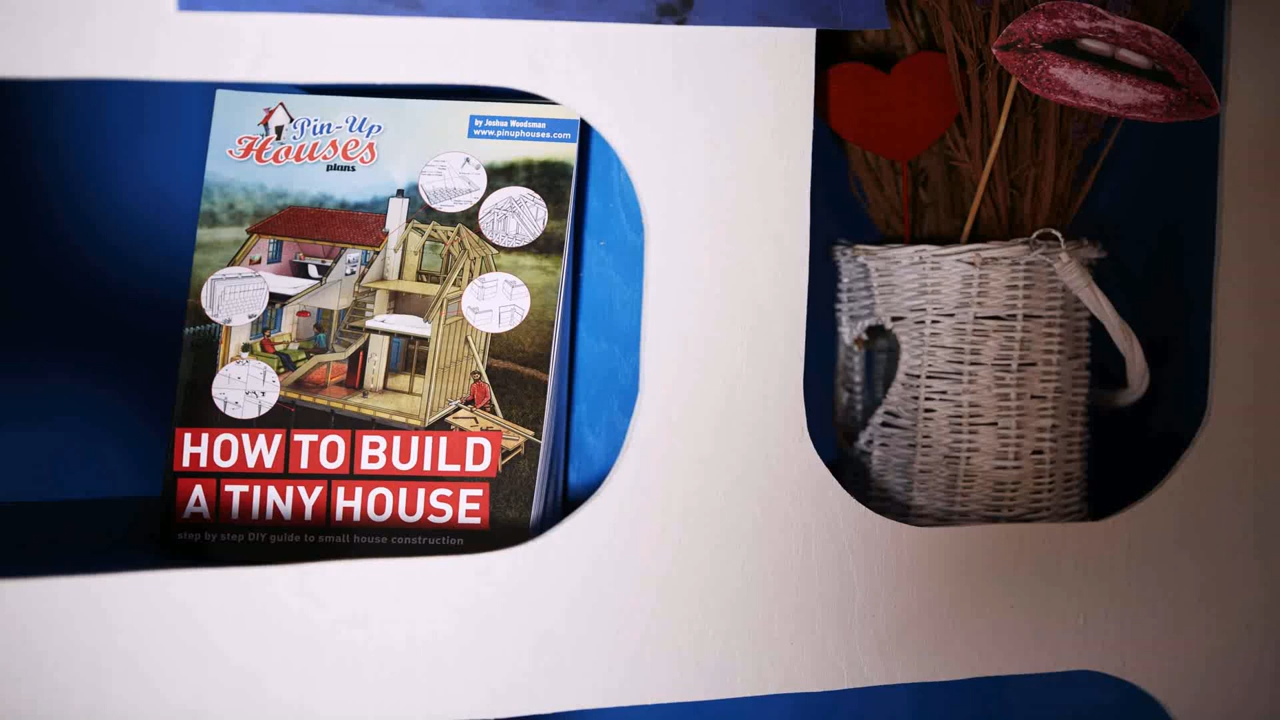 Pin-Up
Houses
plans
by Joshua Woodsman
www.pinuphouses.com
HOW TO BUILD
A TINY HOUSE
step by step DIY guide to small house construction